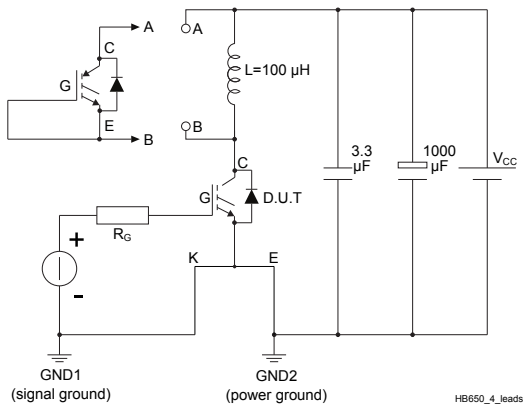 A
A
C
G
L=100 µH
E
B
B
C
3.3
µF
1000
µF
VCC
G
D.U.T
RG
+
K
E
-
GND1
(signal ground)
GND2
(power ground)
HB650_4_leads